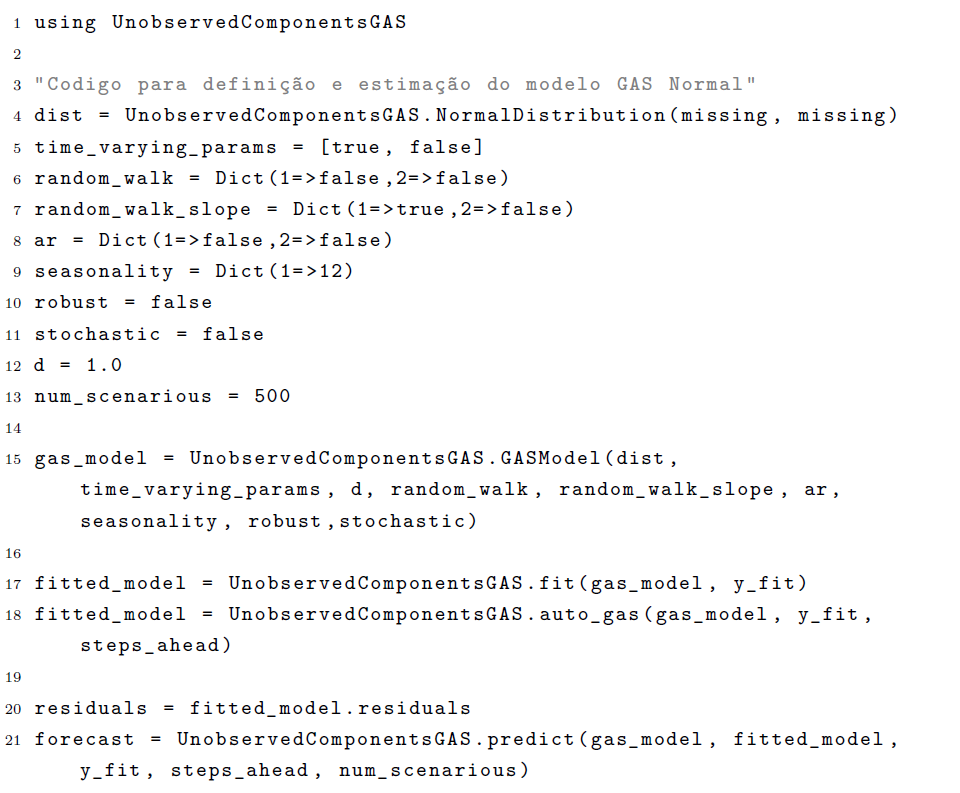 1 using UnobservedComponentsGAS
2
3 "Codigo para definição e estimação do modelo GAS Normal"
4 dist = UnobservedComponentsGAS.NormalDistribution(missing, missing)
5 time_varying_params = [true, false]
6 random_walk = Dict(1=>false,2=>false)
7 random_walk_slope = Dict(1=>true,2=>false)
8 ar = Dict(1=>false,2=>false)
9 seasonality = Dict(1=>12)
10 robust = false
11 stochastic = false
12 d = 1.0
13 num_scenarious = 500
14
15 gas_model = UnobservedComponentsGAS.GASModel(dist,
time_varying_params, d, random_walk, random_walk_slope, ar,
seasonality, robust,stochastic)
16
17 fitted_model = UnobservedComponentsGAS.fit(gas_model, y_fit)
18 fitted_model = UnobservedComponentsGAS.auto_gas(gas_model, y_fit,
steps_ahead)
19
20 residuals = fitted_model.residuals
21 forecast = UnobservedComponentsGAS.predict(gas_model, fitted_model,
y_fit, steps_ahead, num_scenarious)